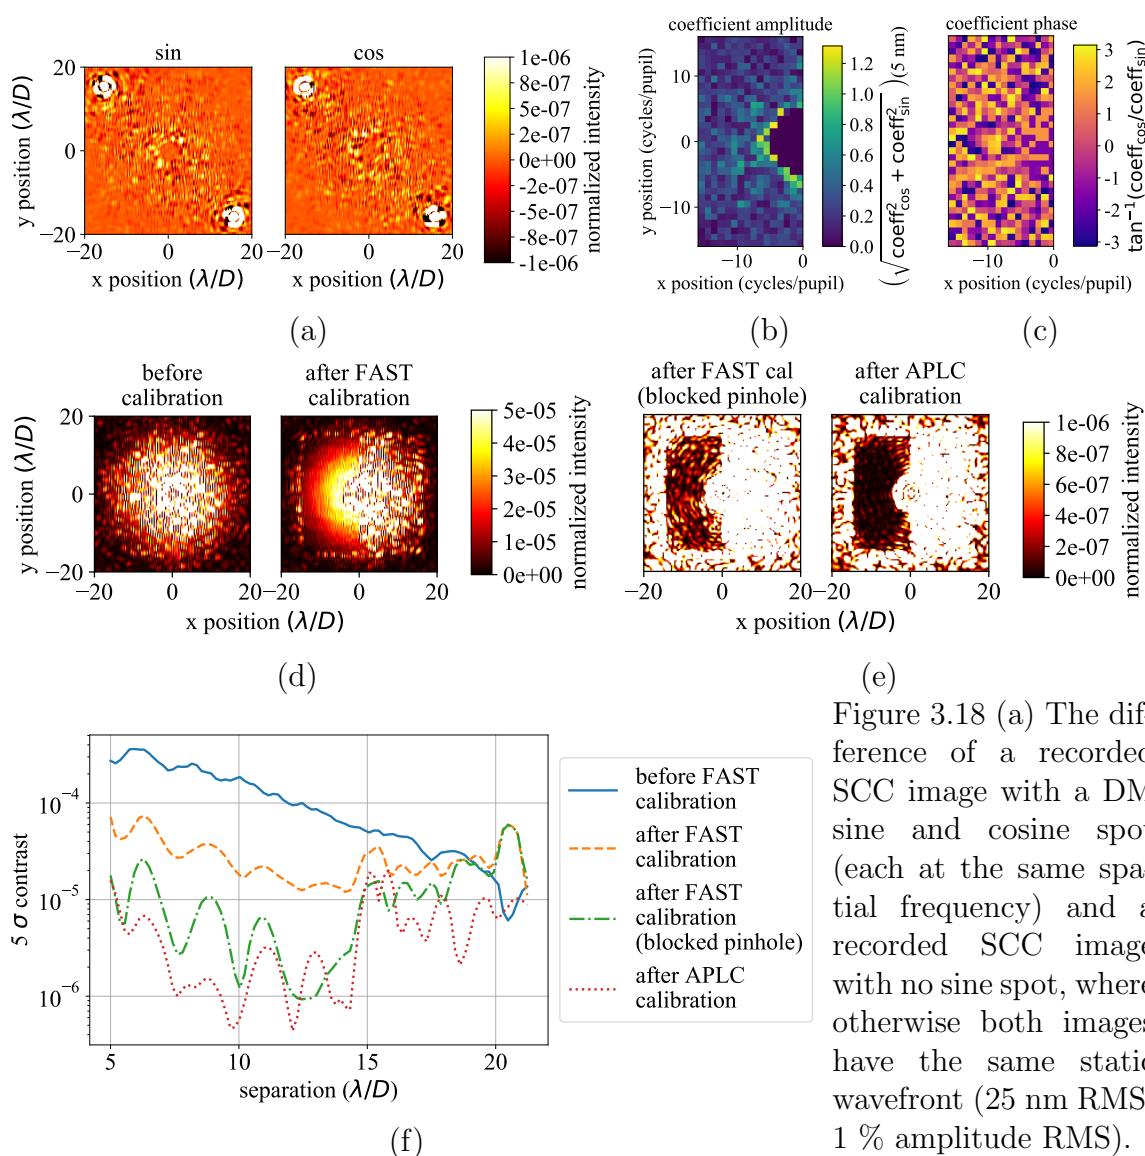 sin
cos
20
10
0
−10
−20
y position (λ/D)
−20 0 20
−20 0 20
x position (λ/D)
x position (λ/D)
1e-06
8e-07
5e-07
2e-07
0e+00
-2e-07
-5e-07
-8e-07
-1e-06
normalized intensity
(a)
coefficient amplitude
10
0
−10
y position (cycles/pupil)
−10 0
x position (cycles/pupil)
1.2
1.0
0.8
0.6
0.4
0.2
0.0
(√coeff²cos + coeff²sin)(5 nm)
(b)
coefficient phase
−10 0
x position (cycles/pupil)
3
2
1
0
−1
−2
−3
tan⁻¹(coeffcos/coeffsin)
(c)
before
calibration
after FAST
calibration
20
0
−20
y position (λ/D)
−20 0 20
−20 0 20
x position (λ/D)
5e-05
4e-05
3e-05
2e-05
1e-05
0e+00
normalized intensity
(d)
after FAST cal
(blocked pinhole)
after APLC
calibration
−20 0 20
−20 0 20
x position (λ/D)
1e-06
8e-07
6e-07
4e-07
2e-07
0e+00
normalized intensity
(e)
10⁻⁴
10⁻⁵
10⁻⁶
5 σ contrast
5 10 15 20
separation (λ/D)
before FAST
calibration
after FAST
calibration
after FAST
calibration
(blocked pinhole)
after APLC
calibration
(f)
Figure 3.18 (a) The dif-
ference of a recorded
SCC image with a DM
sine and cosine spot
(each at the same spa-
tial frequency) and a
recorded SCC image
with no sine spot, where
otherwise both images
have the same static
wavefront (25 nm RMS,
1 % amplitude RMS).